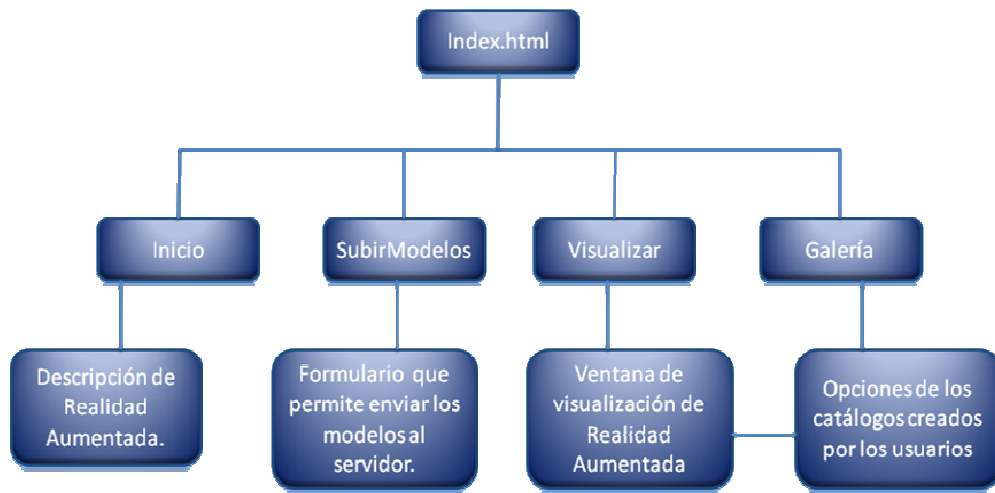 Index.html
Inicio
SubirModelos
Visualizar
Galería
Descripción de
Realidad
Aumentada.
Formulario que
permite enviar los
modelos al
servidor.
Ventana de
visualización de
Realidad
Aumentada
Opciones de los
catálogos creados
por los usuarios